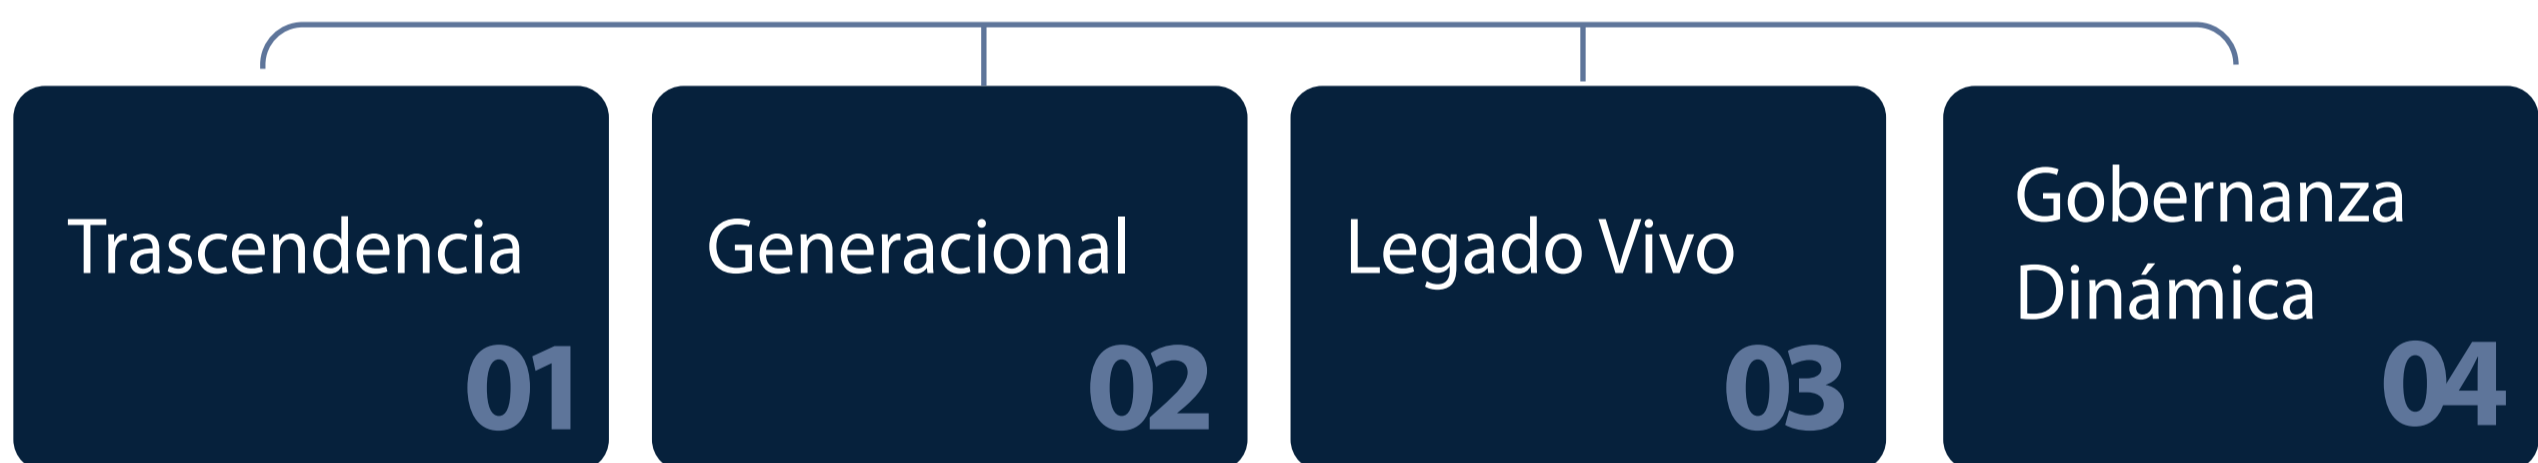 Trascendencia
01
Generacional
02
Legado Vivo
03
Gobernanza
Dinámica
04